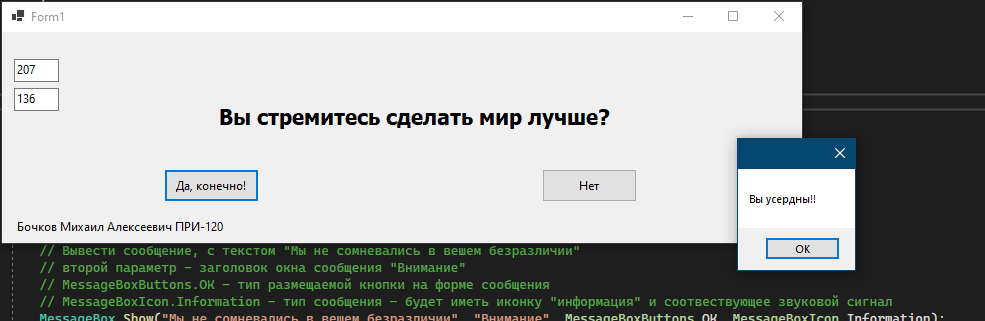 Form1
207
136
Вы стремитесь сделать мир лучше?
Да, конечно!
Нет
Вы усердны!!
OK
Бочков Михаил Алексеевич ПРИ-120
// Вывести сообщение, с текстом "Мы не сомневались в вешем безразличии"
// второй параметр - заголовок окна сообщения "Внимание"
// MessageBoxButtons.OK - тип размещаемой кнопки на форме сообщения
// MessageBoxIcon.Information - тип сообщения - будет иметь иконку "информация" и соотвествующее звуковой сигнал
MessageBox.Show("Мы не сомневались в вешем безразличии", "Внимание", MessageBoxButtons.OK, MessageBoxIcon.Information);